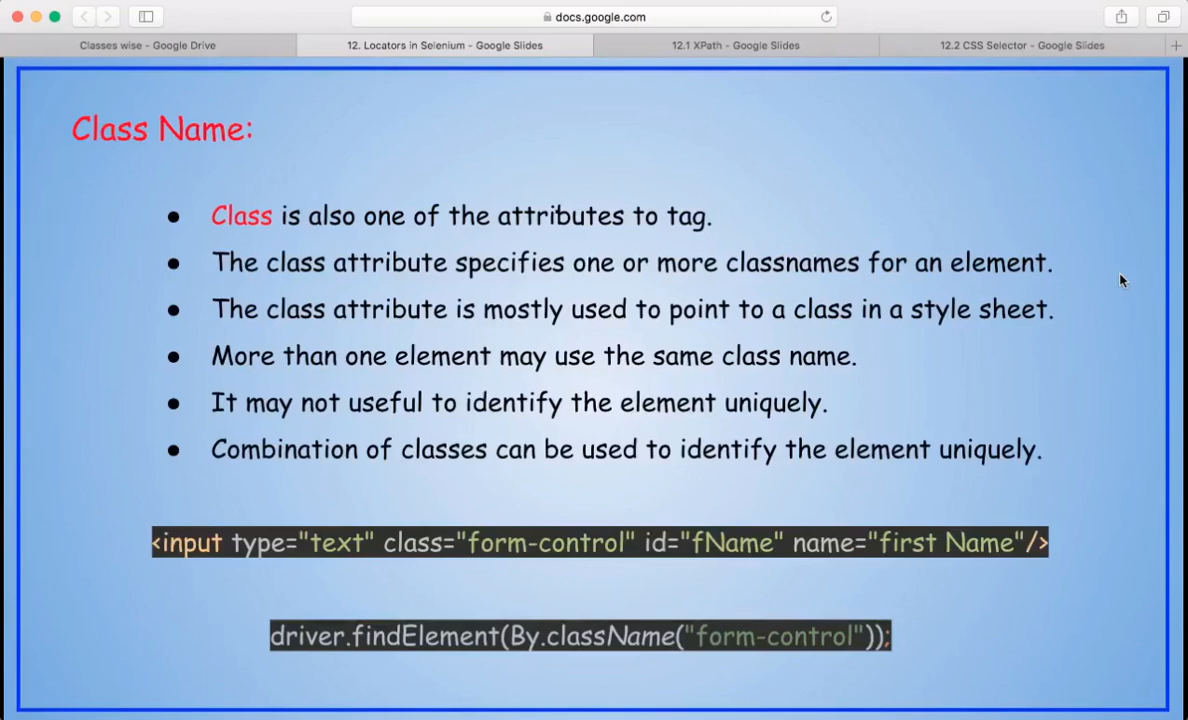 docs.google.com
Classes wise - Google Drive
12. Locators in Selenium - Google Slides
12.1 XPath - Google Slides
12.2 CSS Selector - Google Slides
Class Name:
● Class is also one of the attributes to tag.
● The class attribute specifies one or more classnames for an element.
● The class attribute is mostly used to point to a class in a style sheet.
● More than one element may use the same class name.
● It may not useful to identify the element uniquely.
● Combination of classes can be used to identify the element uniquely.
<input type="text" class="form-control" id="fName" name="first Name"/>
driver.findElement(By.className("form-control"));